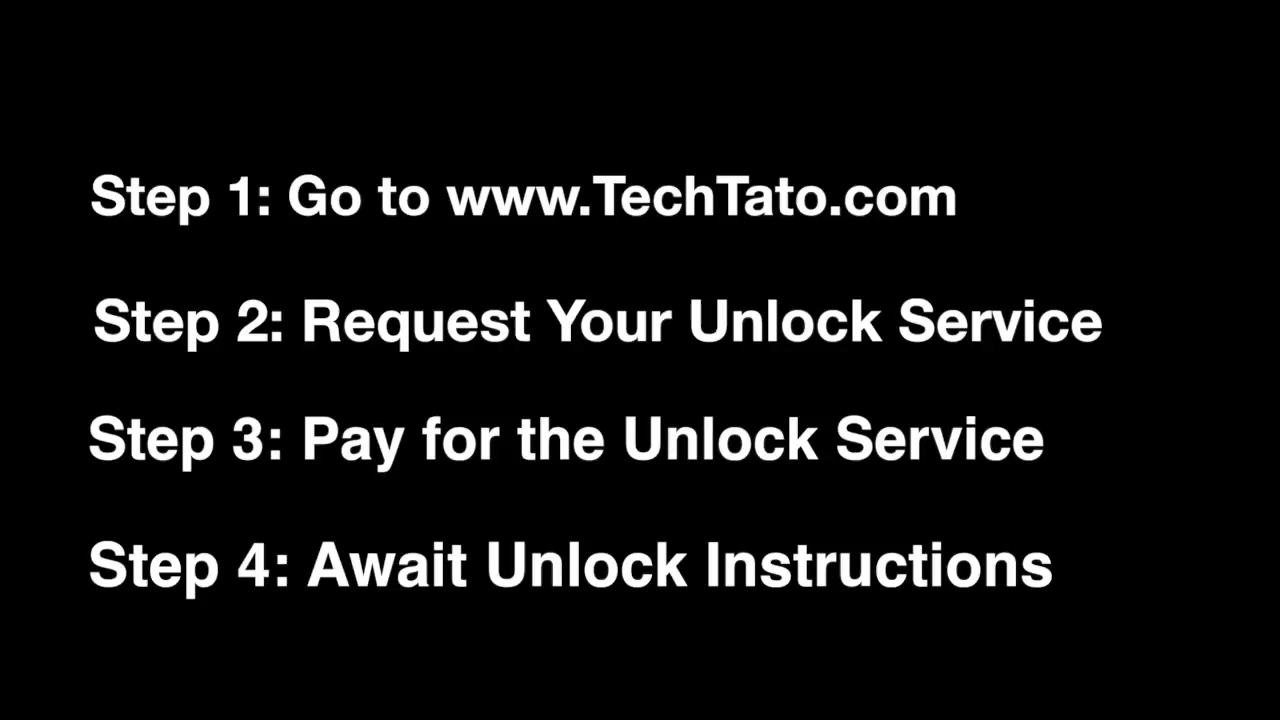 Step 1: Go to www.TechTato.com
Step 2: Request Your Unlock Service
Step 3: Pay for the Unlock Service
Step 4: Await Unlock Instructions